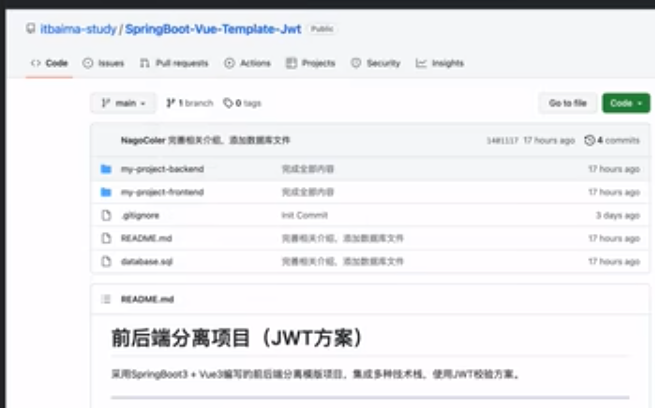 itbaima-study / SpringBoot-Vue-Template-Jwt Public
Code Issues Pull requests Actions Projects Security Insights
main 1 branch 0 tags Go to file Code
NagoColer 完善相关介绍，添加数据库文件 1401117 17 hours ago 4 commits
my-project-backend 完成全部内容 17 hours ago
my-project-frontend 完成全部内容 17 hours ago
.gitignore Init Commit 3 days ago
README.md 完善相关介绍，添加数据库文件 17 hours ago
database.sql 完善相关介绍，添加数据库文件 17 hours ago
README.md
前后端分离项目（JWT方案）
采用SpringBoot3 + Vue3编写的前后端分离模版项目，集成多种技术栈，使用JWT校验方案。